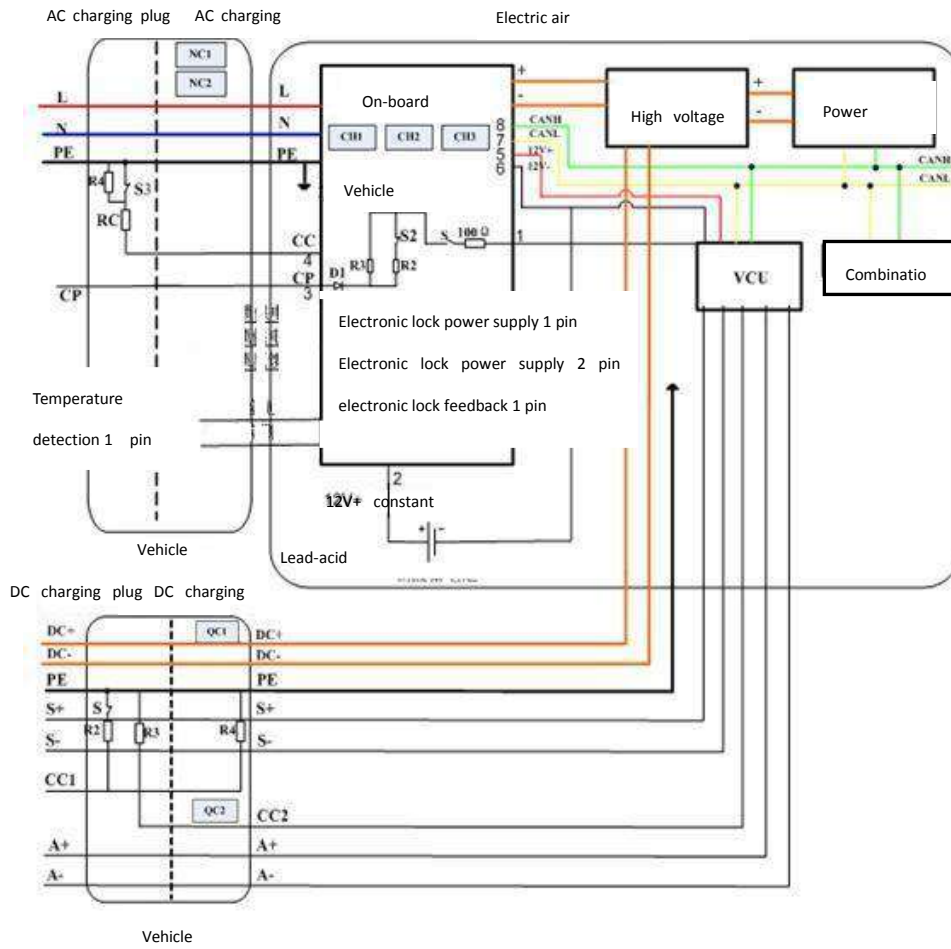 AC charging plug AC charging
Electric air
NC1
NC2
L
L
N
N
PE
PE
R4
S3
RC
CC
4
CP
CP
3
On-board
CH1
CH2
CH3
Vehicle
S2
R3
R2
D1
S
100Ω
1
+
-
8
CANH
7
CANL
5
12V+
6
12V-
High voltage
+
-
Power
CANH
CANL
VCU
Combinatio
Electronic lock power supply 1 pin
Electronic lock power supply 2 pin
electronic lock feedback 1 pin
Temperature
detection 1 pin
2
12V+ constant
+
-
Lead-acid
Vehicle
DC charging plug DC charging
QC1
DC+
DC+
DC-
DC-
PE
PE
S+
S
S+
R2
R3
R4
S-
S-
CC1
QC2
CC2
A+
A+
A-
A-
Vehicle